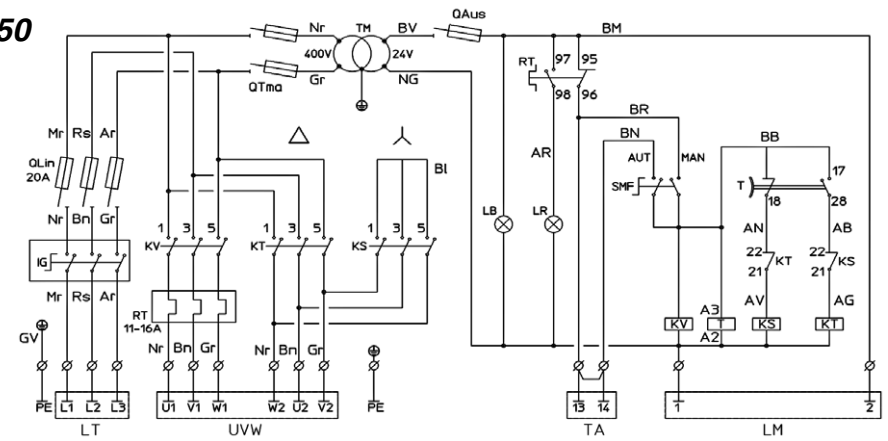 50
Nr TM BV QAus BM
400V 24V
Gr NG
QTma
RT 97 95
98 96
Mr Rs Ar
QLin
20A
Nr Bn Gr
IG
Mr Rs Ar
GV
BR
BN
AUT MAN
SMF
AR
BB
17
T
18 28
AN AB
22 KT 22 KS
21 21
AV AG
Bl
1 3 5 1 3 5 1 3 5
KV KT KS
LB LR
RT
11-16A
Nr Bn Gr Nr Bn Gr
A3
KV T KS KT
A2
PE L1 L2 L3 U1 V1 W1 W2 U2 V2 PE 13 14 1 2
LT UVW TA LM